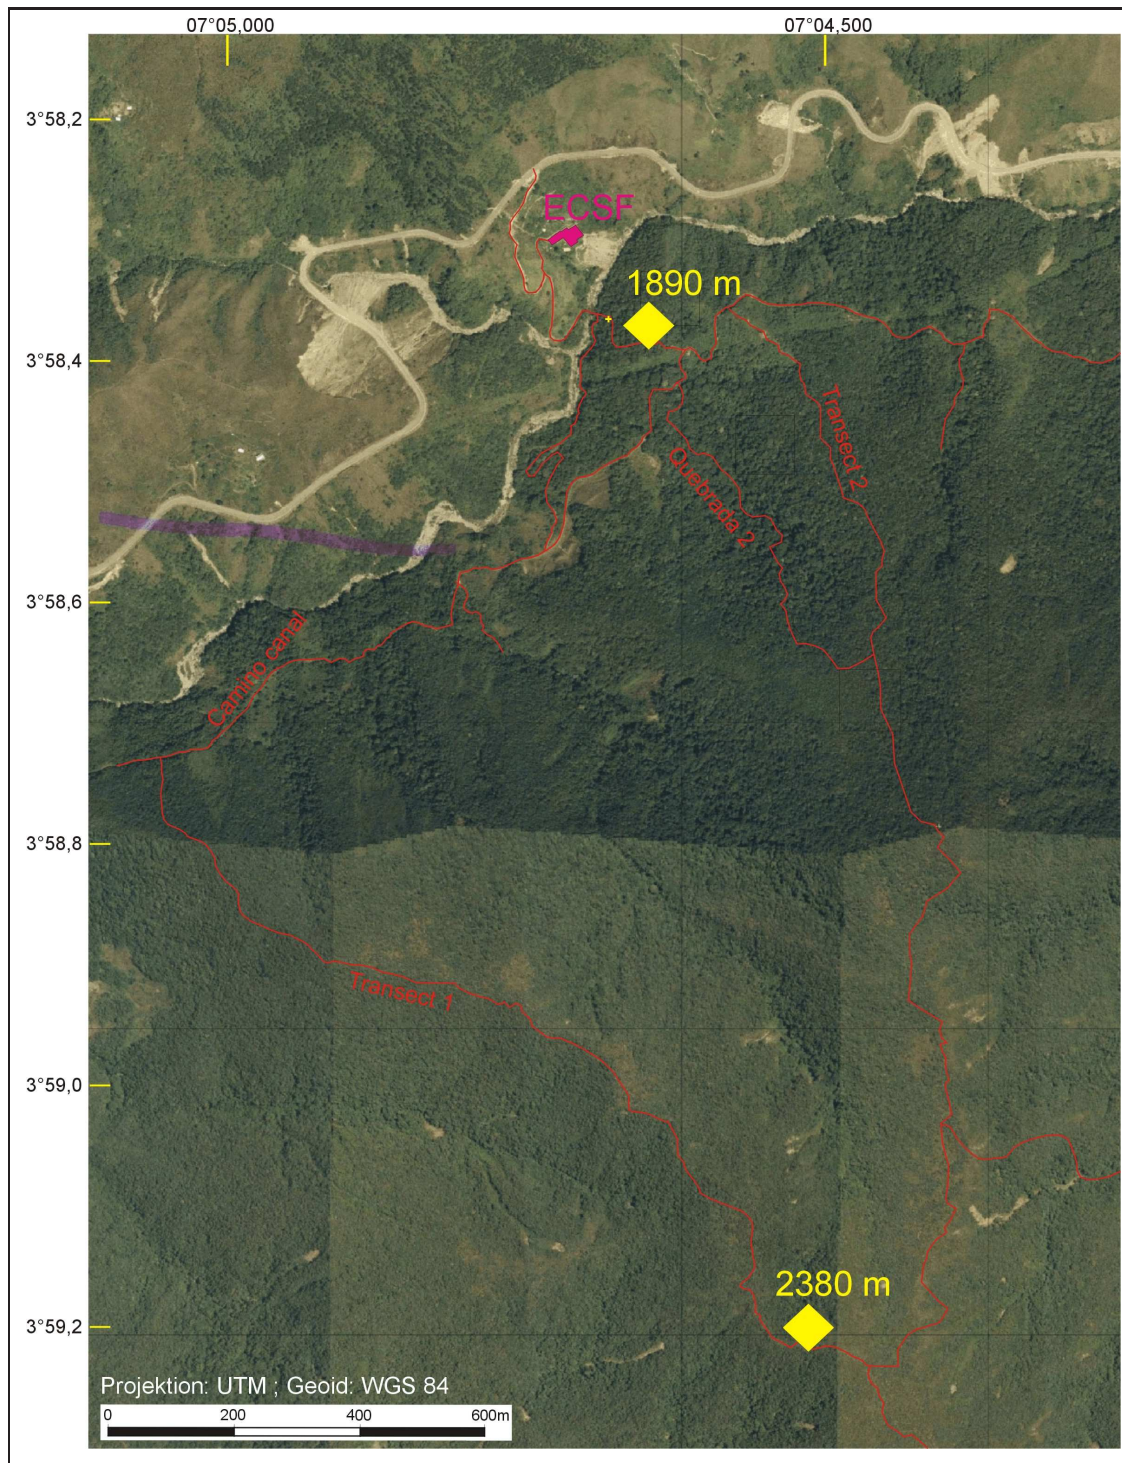 07°05,000
07°04,500
3°58,2
ECSF
1890 m
3°58,4
Transect 2
Quebrada 2
3°58,6
Camino canal
3°58,8
Transect 1
3°59,0
2380 m
3°59,2
Projektion: UTM ; Geoid: WGS 84
0 200 400 600m